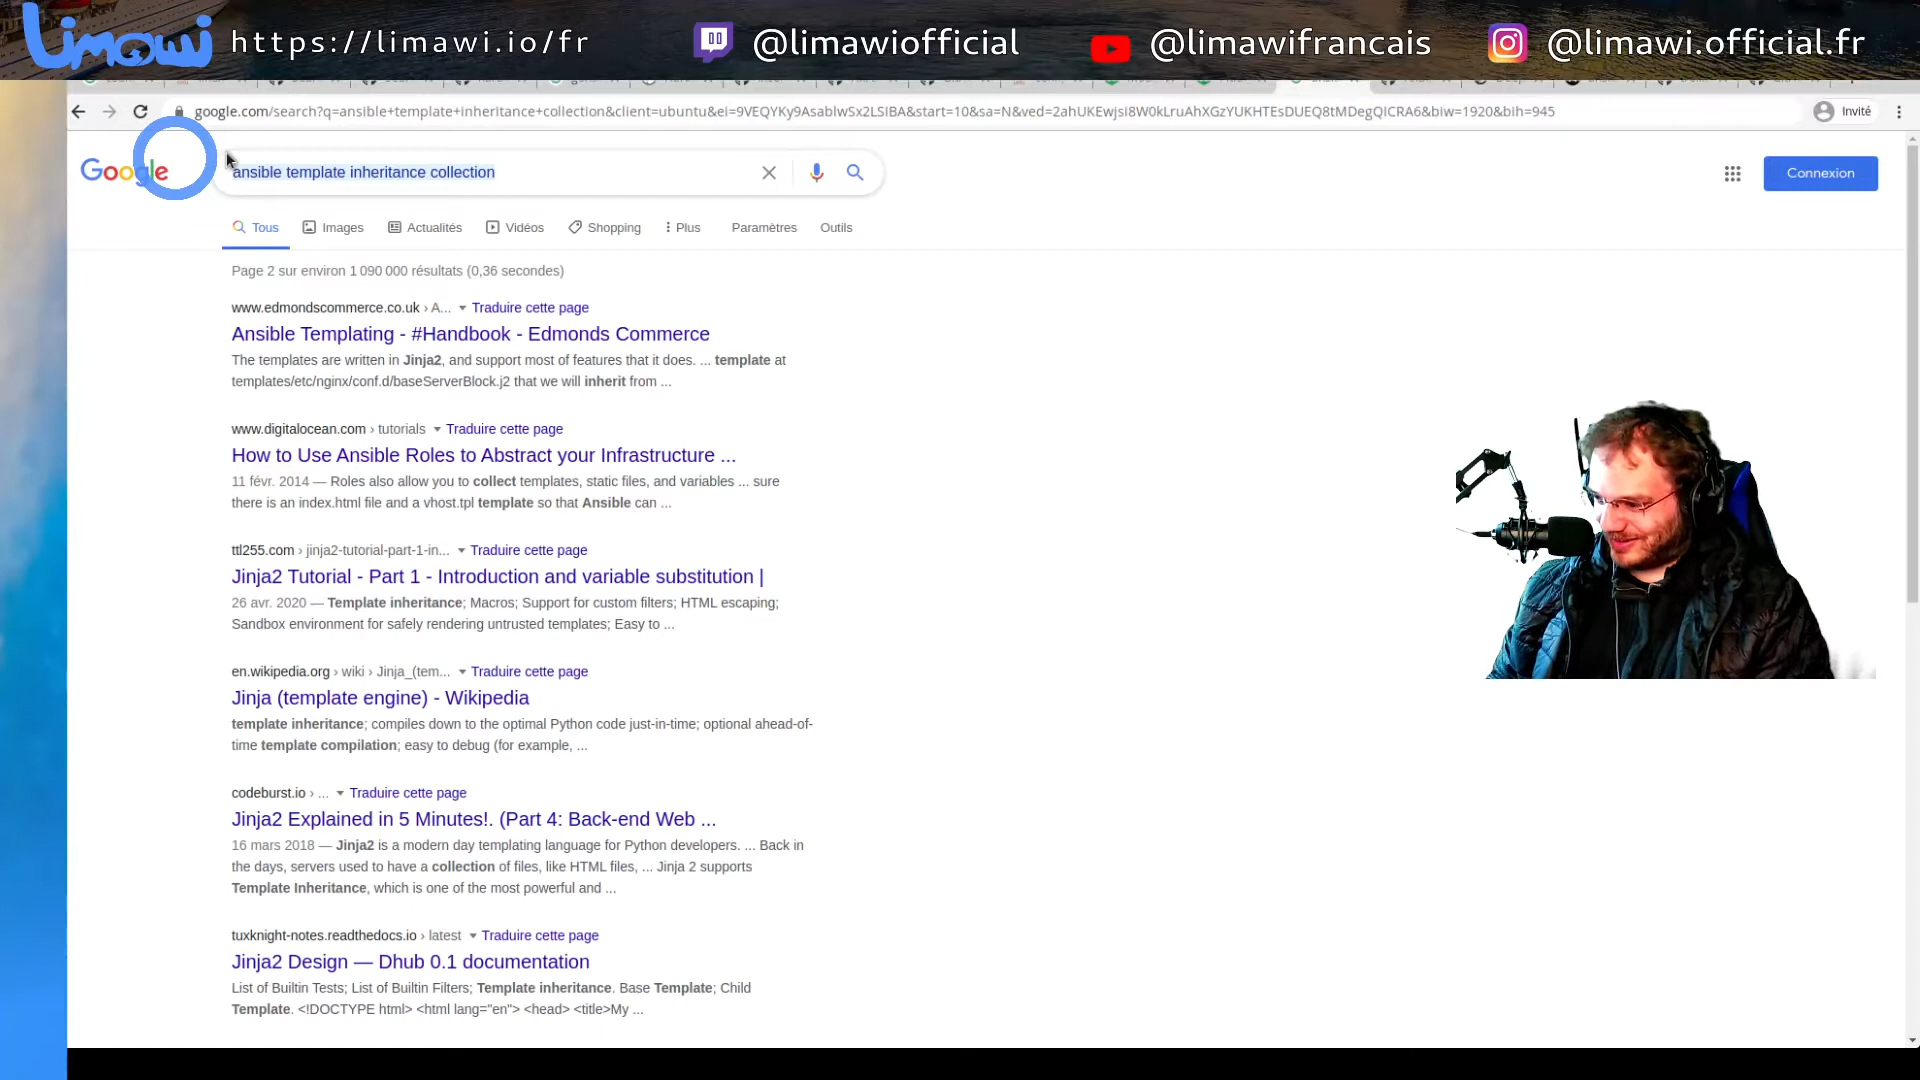 Limawi https://limawi.io/fr @limawiofficial @limawifrancais @limawi.official.fr
google.com/search?q=ansible+template+inheritance+collection&client=ubuntu&ei=9VEQYKy9AsablwSx2LSIBA&start=10&sa=N&ved=2ahUKEwjsi8W0kLruAhXGzYUKHTEsDUEQ8tMDegQICRA6&biw=1920&bih=945 Invité
Google ansible template inheritance collection Connexion
Tous Images Actualités Vidéos Shopping Plus Paramètres Outils
Page 2 sur environ 1 090 000 résultats (0,36 secondes)
www.edmondscommerce.co.uk › A... Traduire cette page
Ansible Templating - #Handbook - Edmonds Commerce
The templates are written in Jinja2, and support most of features that it does. ... template at
templates/etc/nginx/conf.d/baseServerBlock.j2 that we will inherit from ...
www.digitalocean.com › tutorials Traduire cette page
How to Use Ansible Roles to Abstract your Infrastructure ...
11 févr. 2014 — Roles also allow you to collect templates, static files, and variables ... sure
there is an index.html file and a vhost.tpl template so that Ansible can ...
ttl255.com › jinja2-tutorial-part-1-in... Traduire cette page
Jinja2 Tutorial - Part 1 - Introduction and variable substitution |
26 avr. 2020 — Template inheritance; Macros; Support for custom filters; HTML escaping;
Sandbox environment for safely rendering untrusted templates; Easy to ...
en.wikipedia.org › wiki › Jinja_(tem... Traduire cette page
Jinja (template engine) - Wikipedia
template inheritance; compiles down to the optimal Python code just-in-time; optional ahead-of-
time template compilation; easy to debug (for example, ...
codeburst.io › ... Traduire cette page
Jinja2 Explained in 5 Minutes!. (Part 4: Back-end Web ...
16 mars 2018 — Jinja2 is a modern day templating language for Python developers. ... Back in
the days, servers used to have a collection of files, like HTML files, ... Jinja 2 supports
Template Inheritance, which is one of the most powerful and ...
tuxknight-notes.readthedocs.io › latest Traduire cette page
Jinja2 Design — Dhub 0.1 documentation
List of Builtin Tests; List of Builtin Filters; Template inheritance. Base Template; Child
Template. <!DOCTYPE html> <html lang="en"> <head> <title>My ...